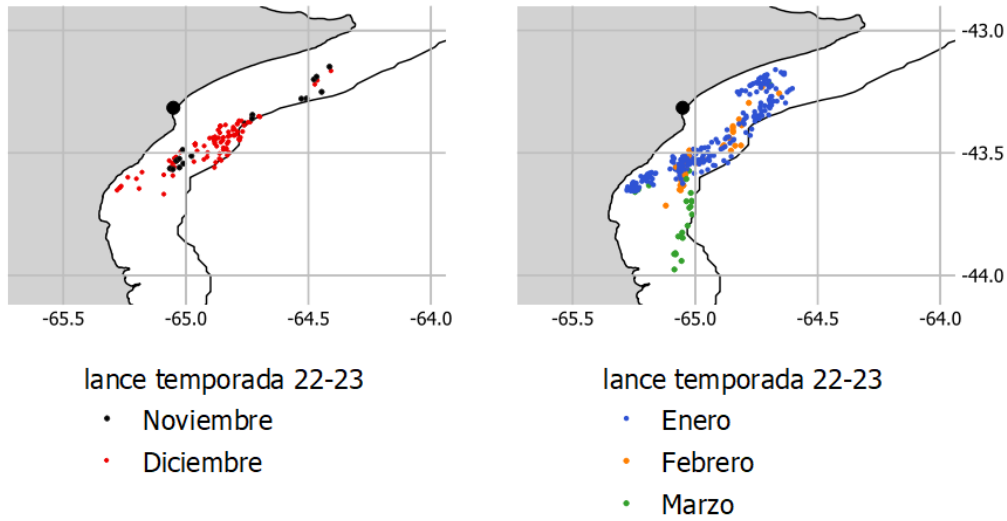 -43.0
-43.5
-44.0
-65.5 -65.0 -64.5 -64.0
-65.5 -65.0 -64.5 -64.0
lance temporada 22-23
Noviembre
Diciembre
lance temporada 22-23
Enero
Febrero
Marzo